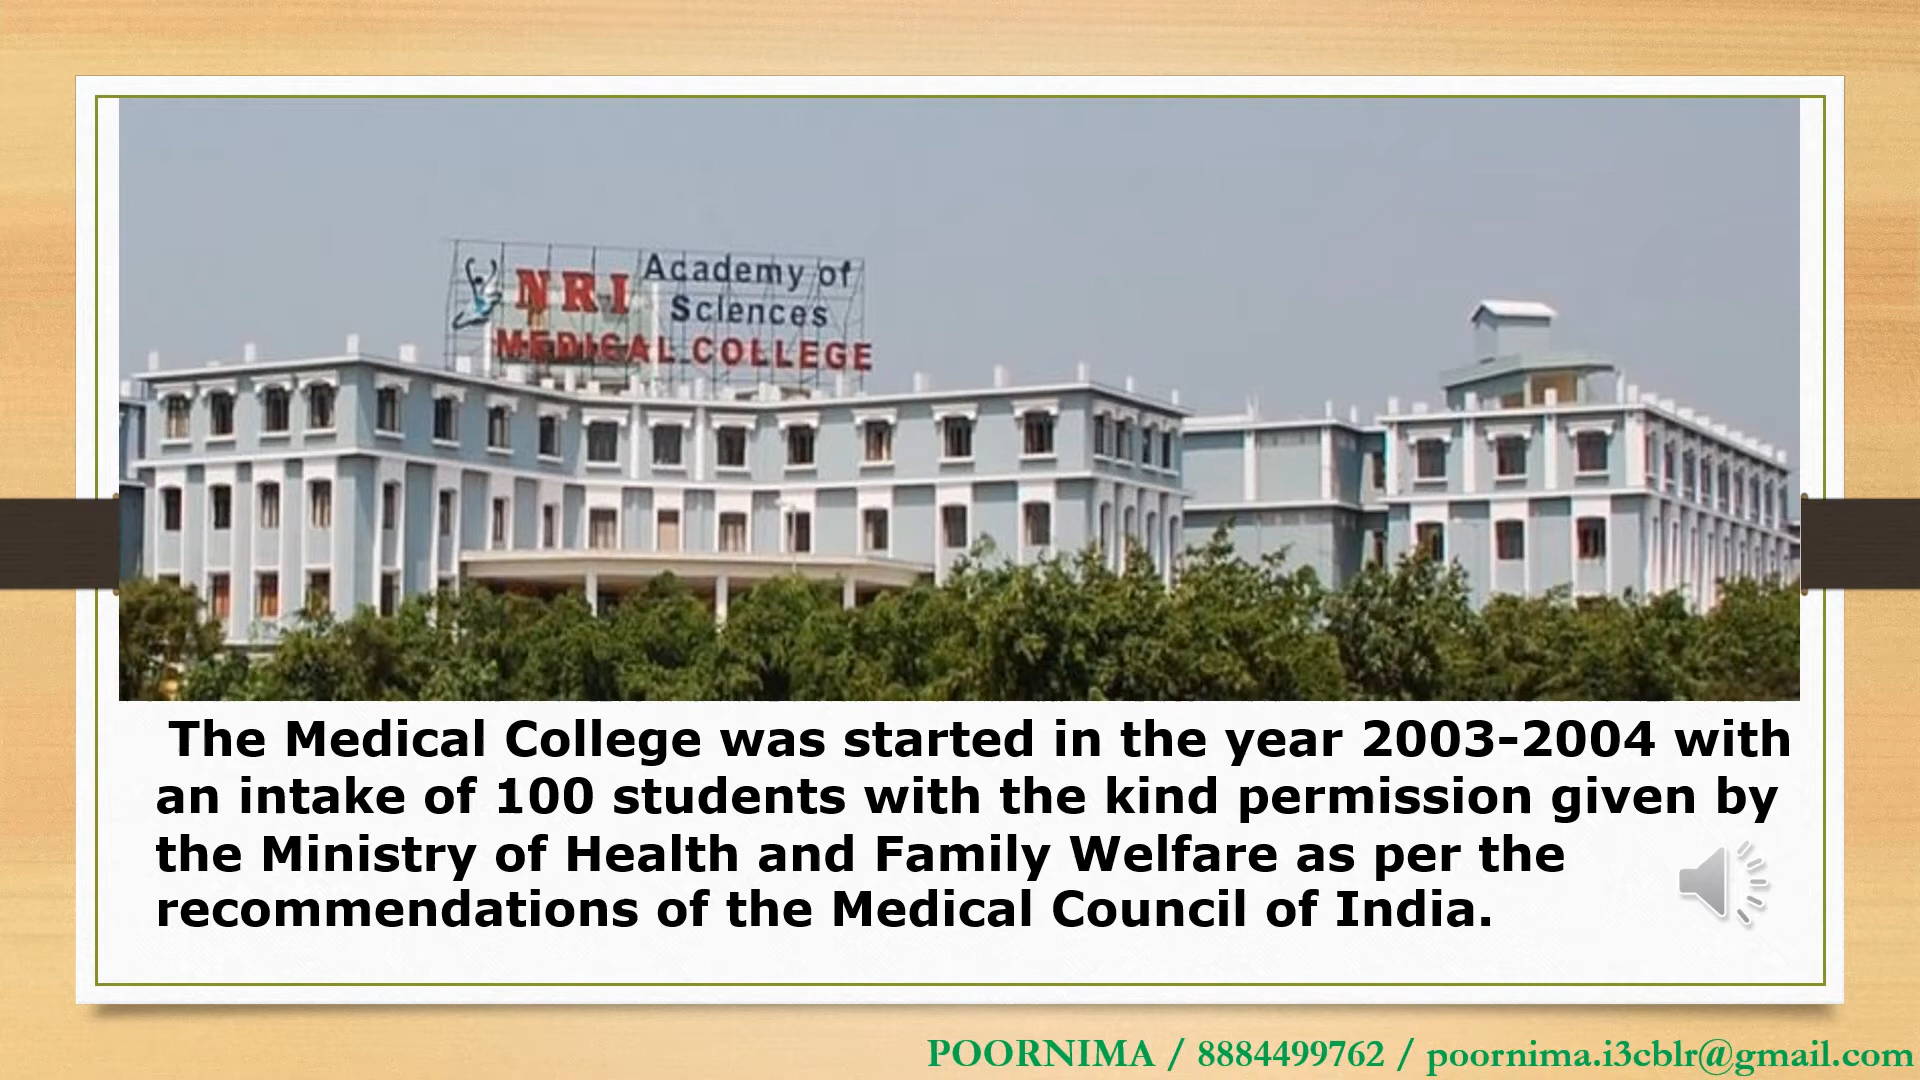 NRI Academy of
Sciences
MEDICAL COLLEGE
The Medical College was started in the year 2003-2004 with
an intake of 100 students with the kind permission given by
the Ministry of Health and Family Welfare as per the
recommendations of the Medical Council of India.
POORNIMA / 8884499762 / poornima.i3cblr@gmail.com